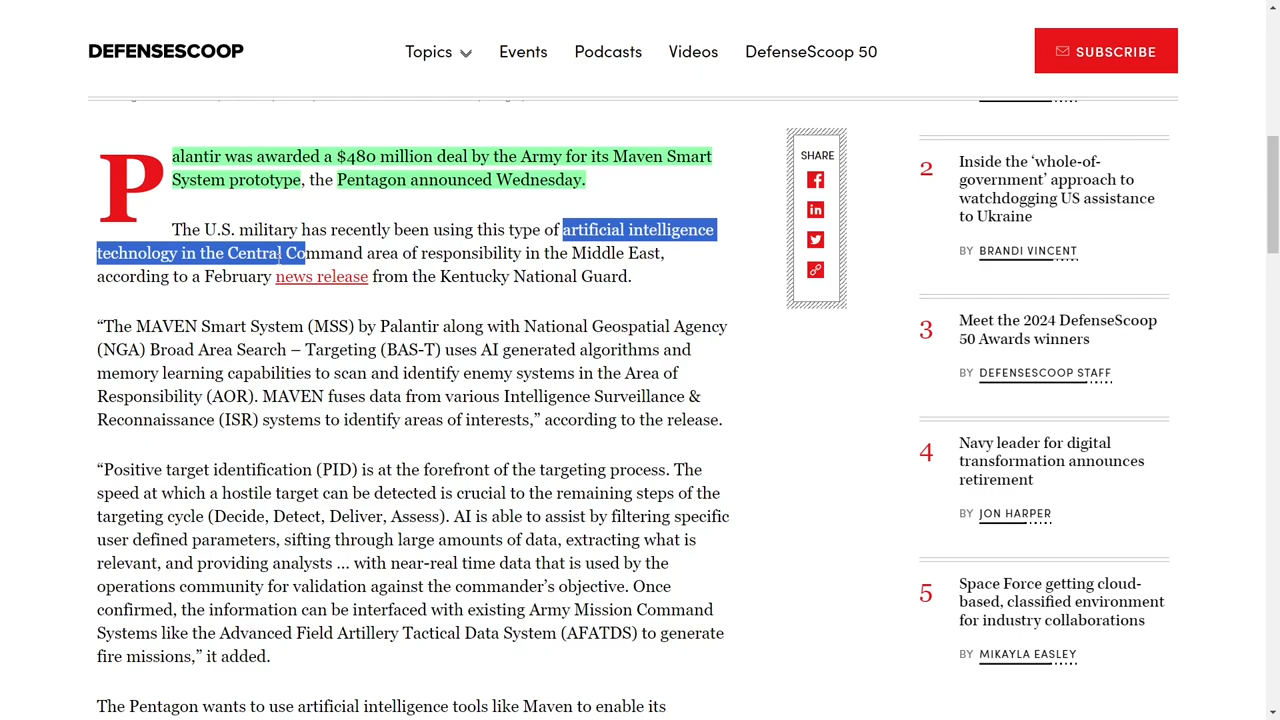 DEFENSESCOOP
Topics
Events
Podcasts
Videos
DefenseScoop 50
SUBSCRIBE
Palantir was awarded a $480 million deal by the Army for its Maven Smart
System prototype, the Pentagon announced Wednesday.
The U.S. military has recently been using this type of artificial intelligence
technology in the Central Command area of responsibility in the Middle East,
according to a February news release from the Kentucky National Guard.
“The MAVEN Smart System (MSS) by Palantir along with National Geospatial Agency
(NGA) Broad Area Search – Targeting (BAS-T) uses AI generated algorithms and
memory learning capabilities to scan and identify enemy systems in the Area of
Responsibility (AOR). MAVEN fuses data from various Intelligence Surveillance &
Reconnaissance (ISR) systems to identify areas of interests,” according to the release.
“Positive target identification (PID) is at the forefront of the targeting process. The
speed at which a hostile target can be detected is crucial to the remaining steps of the
targeting cycle (Decide, Detect, Deliver, Assess). AI is able to assist by filtering specific
user defined parameters, sifting through large amounts of data, extracting what is
relevant, and providing analysts … with near-real time data that is used by the
operations community for validation against the commander’s objective. Once
confirmed, the information can be interfaced with existing Army Mission Command
Systems like the Advanced Field Artillery Tactical Data System (AFATDS) to generate
fire missions,” it added.
The Pentagon wants to use artificial intelligence tools like Maven to enable its
SHARE
2
Inside the ‘whole-of-
government’ approach to
watchdogging US assistance
to Ukraine
BY BRANDI VINCENT
3
Meet the 2024 DefenseScoop
50 Awards winners
BY DEFENSESCOOP STAFF
4
Navy leader for digital
transformation announces
retirement
BY JON HARPER
5
Space Force getting cloud-
based, classified environment
for industry collaborations
BY MIKAYLA EASLEY